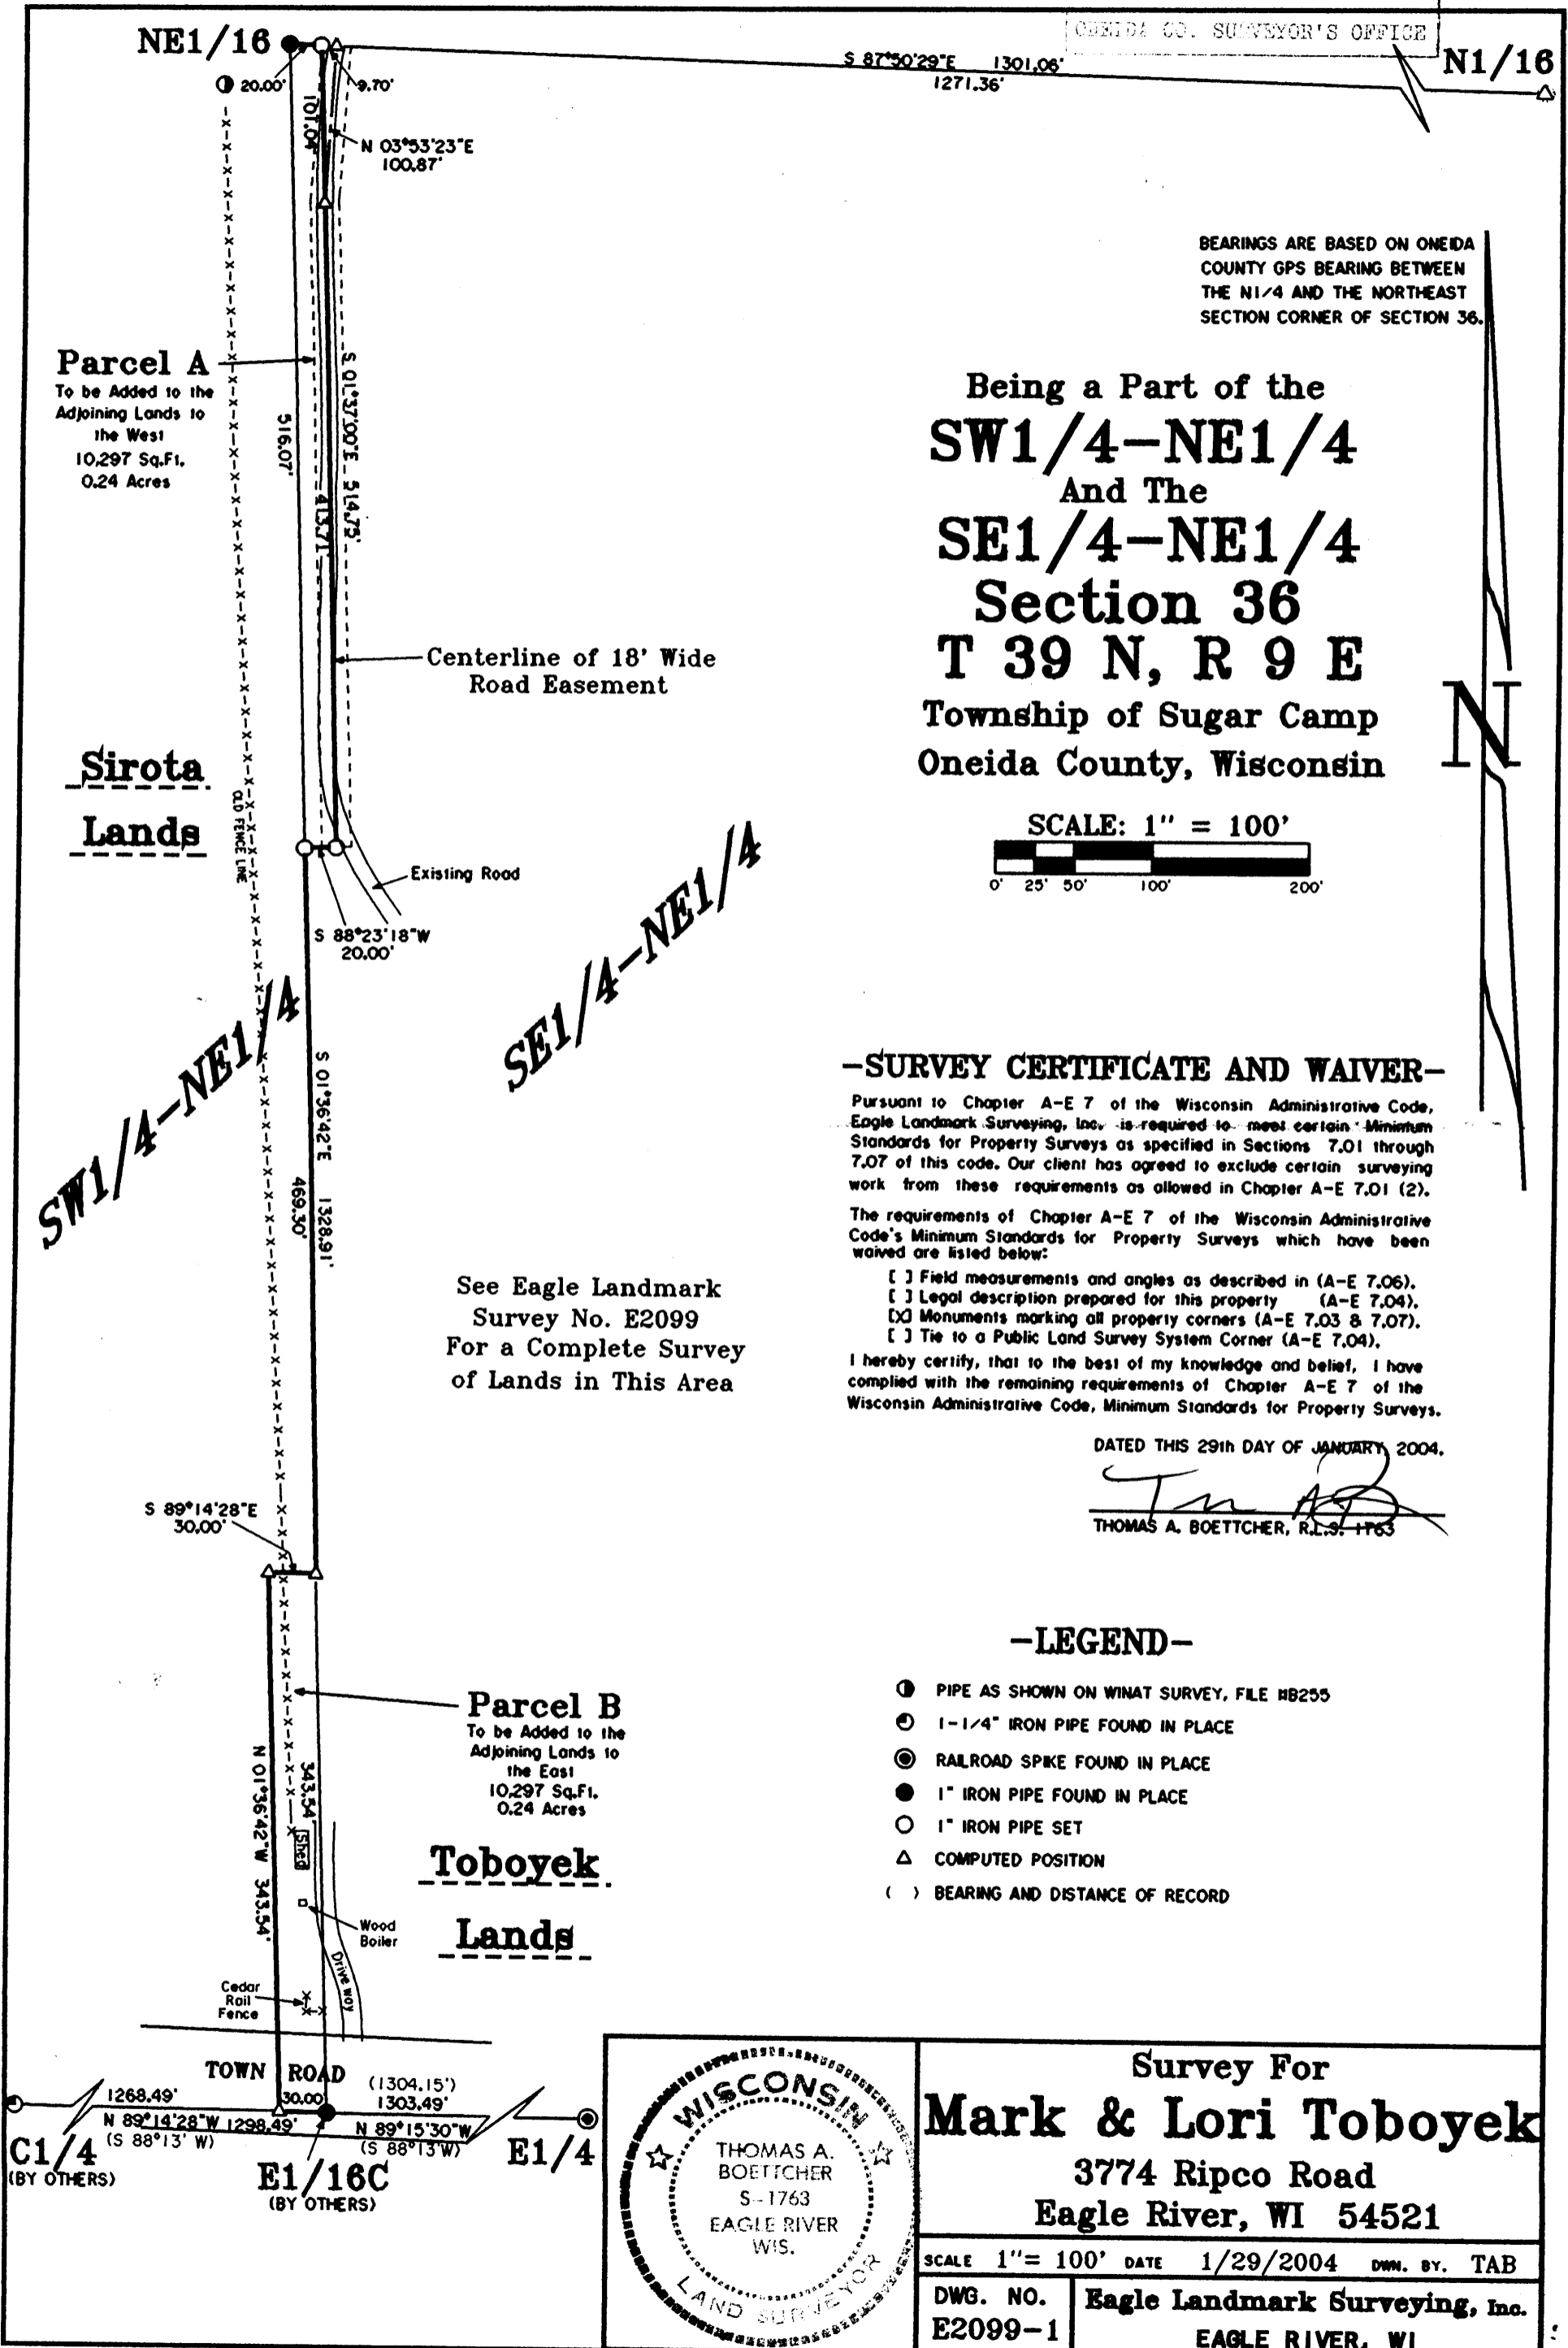 ONEIDA CO. SURVEYOR'S OFFICE
NE1/16
N1/16
S 87°50'29"E 1301.06'
1271.36'
20.00'
9.70'
101.04'
N 03°53'23"E
100.87'
BEARINGS ARE BASED ON ONEIDA
COUNTY GPS BEARING BETWEEN
THE N1/4 AND THE NORTHEAST
SECTION CORNER OF SECTION 36.
Parcel A
To be Added to the
Adjoining Lands to
the West
10,297 Sq.Ft.
0.24 Acres
516.07'
S 01°37'00"E 514.75'
413.71'
Being a Part of the
SW1/4-NE1/4
And The
SE1/4-NE1/4
Section 36
T 39 N, R 9 E
Township of Sugar Camp
Oneida County, Wisconsin
N
SCALE: 1" = 100'
0' 25' 50' 100' 200'
Centerline of 18' Wide
Road Easement
Sirota
Lands
OLD FENCE LINE
Existing Road
S 88°23'18"W
20.00'
SW1/4-NE1/4
SE1/4-NE1/4
S 01°36'42"E 1328.91'
469.30'
-SURVEY CERTIFICATE AND WAIVER-
Pursuant to Chapter A-E 7 of the Wisconsin Administrative Code,
Eagle Landmark Surveying, Inc. is required to meet certain Minimum
Standards for Property Surveys as specified in Sections 7.01 through
7.07 of this code. Our client has agreed to exclude certain surveying
work from these requirements as allowed in Chapter A-E 7.01 (2).
The requirements of Chapter A-E 7 of the Wisconsin Administrative
Code's Minimum Standards for Property Surveys which have been
waived are listed below:
[ ] Field measurements and angles as described in (A-E 7.06).
[ ] Legal description prepared for this property (A-E 7.04).
[X] Monuments marking all property corners (A-E 7.03 & 7.07).
[ ] Tie to a Public Land Survey System Corner (A-E 7.04).
I hereby certify, that to the best of my knowledge and belief, I have
complied with the remaining requirements of Chapter A-E 7 of the
Wisconsin Administrative Code, Minimum Standards for Property Surveys.
DATED THIS 29th DAY OF JANUARY, 2004.
THOMAS A. BOETTCHER, R.L.S. 1763
See Eagle Landmark
Survey No. E2099
For a Complete Survey
of Lands in This Area
S 89°14'28"E
30.00'
Parcel B
To be Added to the
Adjoining Lands to
the East
10,297 Sq.Ft.
0.24 Acres
N 01°36'42"W 343.54'
343.54'
Shed
Toboyek
Lands
Wood
Boiler
Driveway
Cedar
Rail
Fence
-LEGEND-
PIPE AS SHOWN ON WINAT SURVEY, FILE #B255
1-1/4" IRON PIPE FOUND IN PLACE
RAILROAD SPIKE FOUND IN PLACE
1" IRON PIPE FOUND IN PLACE
1" IRON PIPE SET
COMPUTED POSITION
( ) BEARING AND DISTANCE OF RECORD
TOWN ROAD
1268.49'
30.00'
(1304.15')
1303.49'
N 89°14'28"W 1298.49'
(S 88°13' W)
N 89°15'30"W
(S 88°13'W)
C1/4
(BY OTHERS)
E1/16C
(BY OTHERS)
E1/4
WISCONSIN
THOMAS A.
BOETTCHER
S-1763
EAGLE RIVER
WIS.
LAND SURVEYOR
Survey For
Mark & Lori Toboyek
3774 Ripco Road
Eagle River, WI 54521
SCALE 1"= 100' DATE 1/29/2004 DWN. BY. TAB
DWG. NO.
E2099-1
Eagle Landmark Surveying, Inc.
EAGLE RIVER, WI